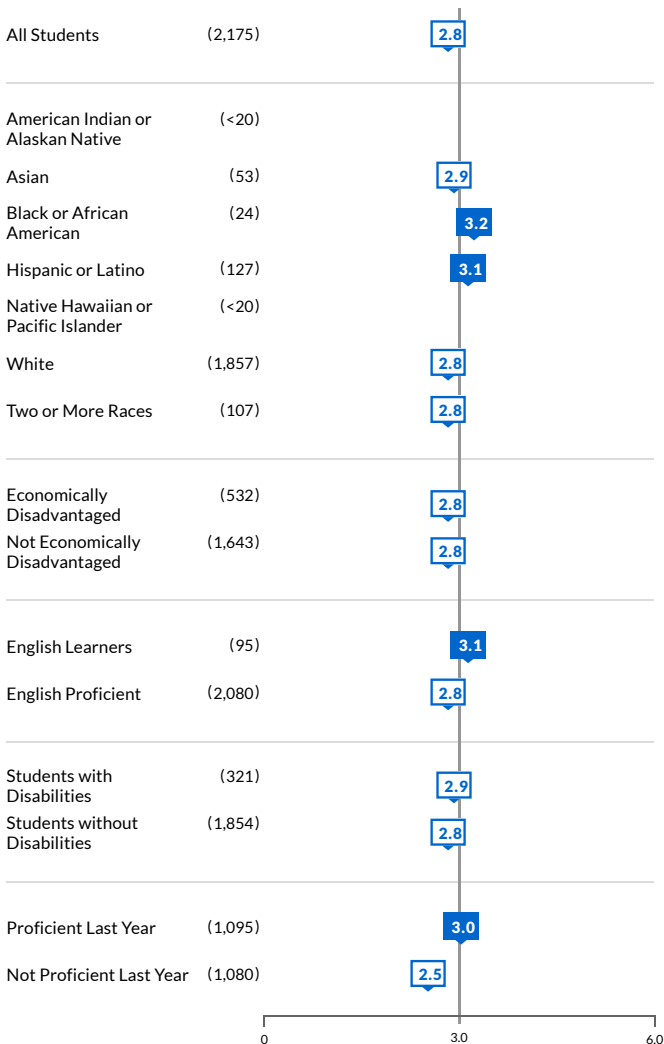 All Students (2,175) 2.8
American Indian or (<20)
Alaskan Native
Asian (53) 2.9
Black or African (24) 3.2
American
Hispanic or Latino (127) 3.1
Native Hawaiian or (<20)
Pacific Islander
White (1,857) 2.8
Two or More Races (107) 2.8
Economically (532) 2.8
Disadvantaged
Not Economically (1,643) 2.8
Disadvantaged
English Learners (95) 3.1
English Proficient (2,080) 2.8
Students with (321) 2.9
Disabilities
Students without (1,854) 2.8
Disabilities
Proficient Last Year (1,095) 3.0
Not Proficient Last Year (1,080) 2.5
0 3.0 6.0